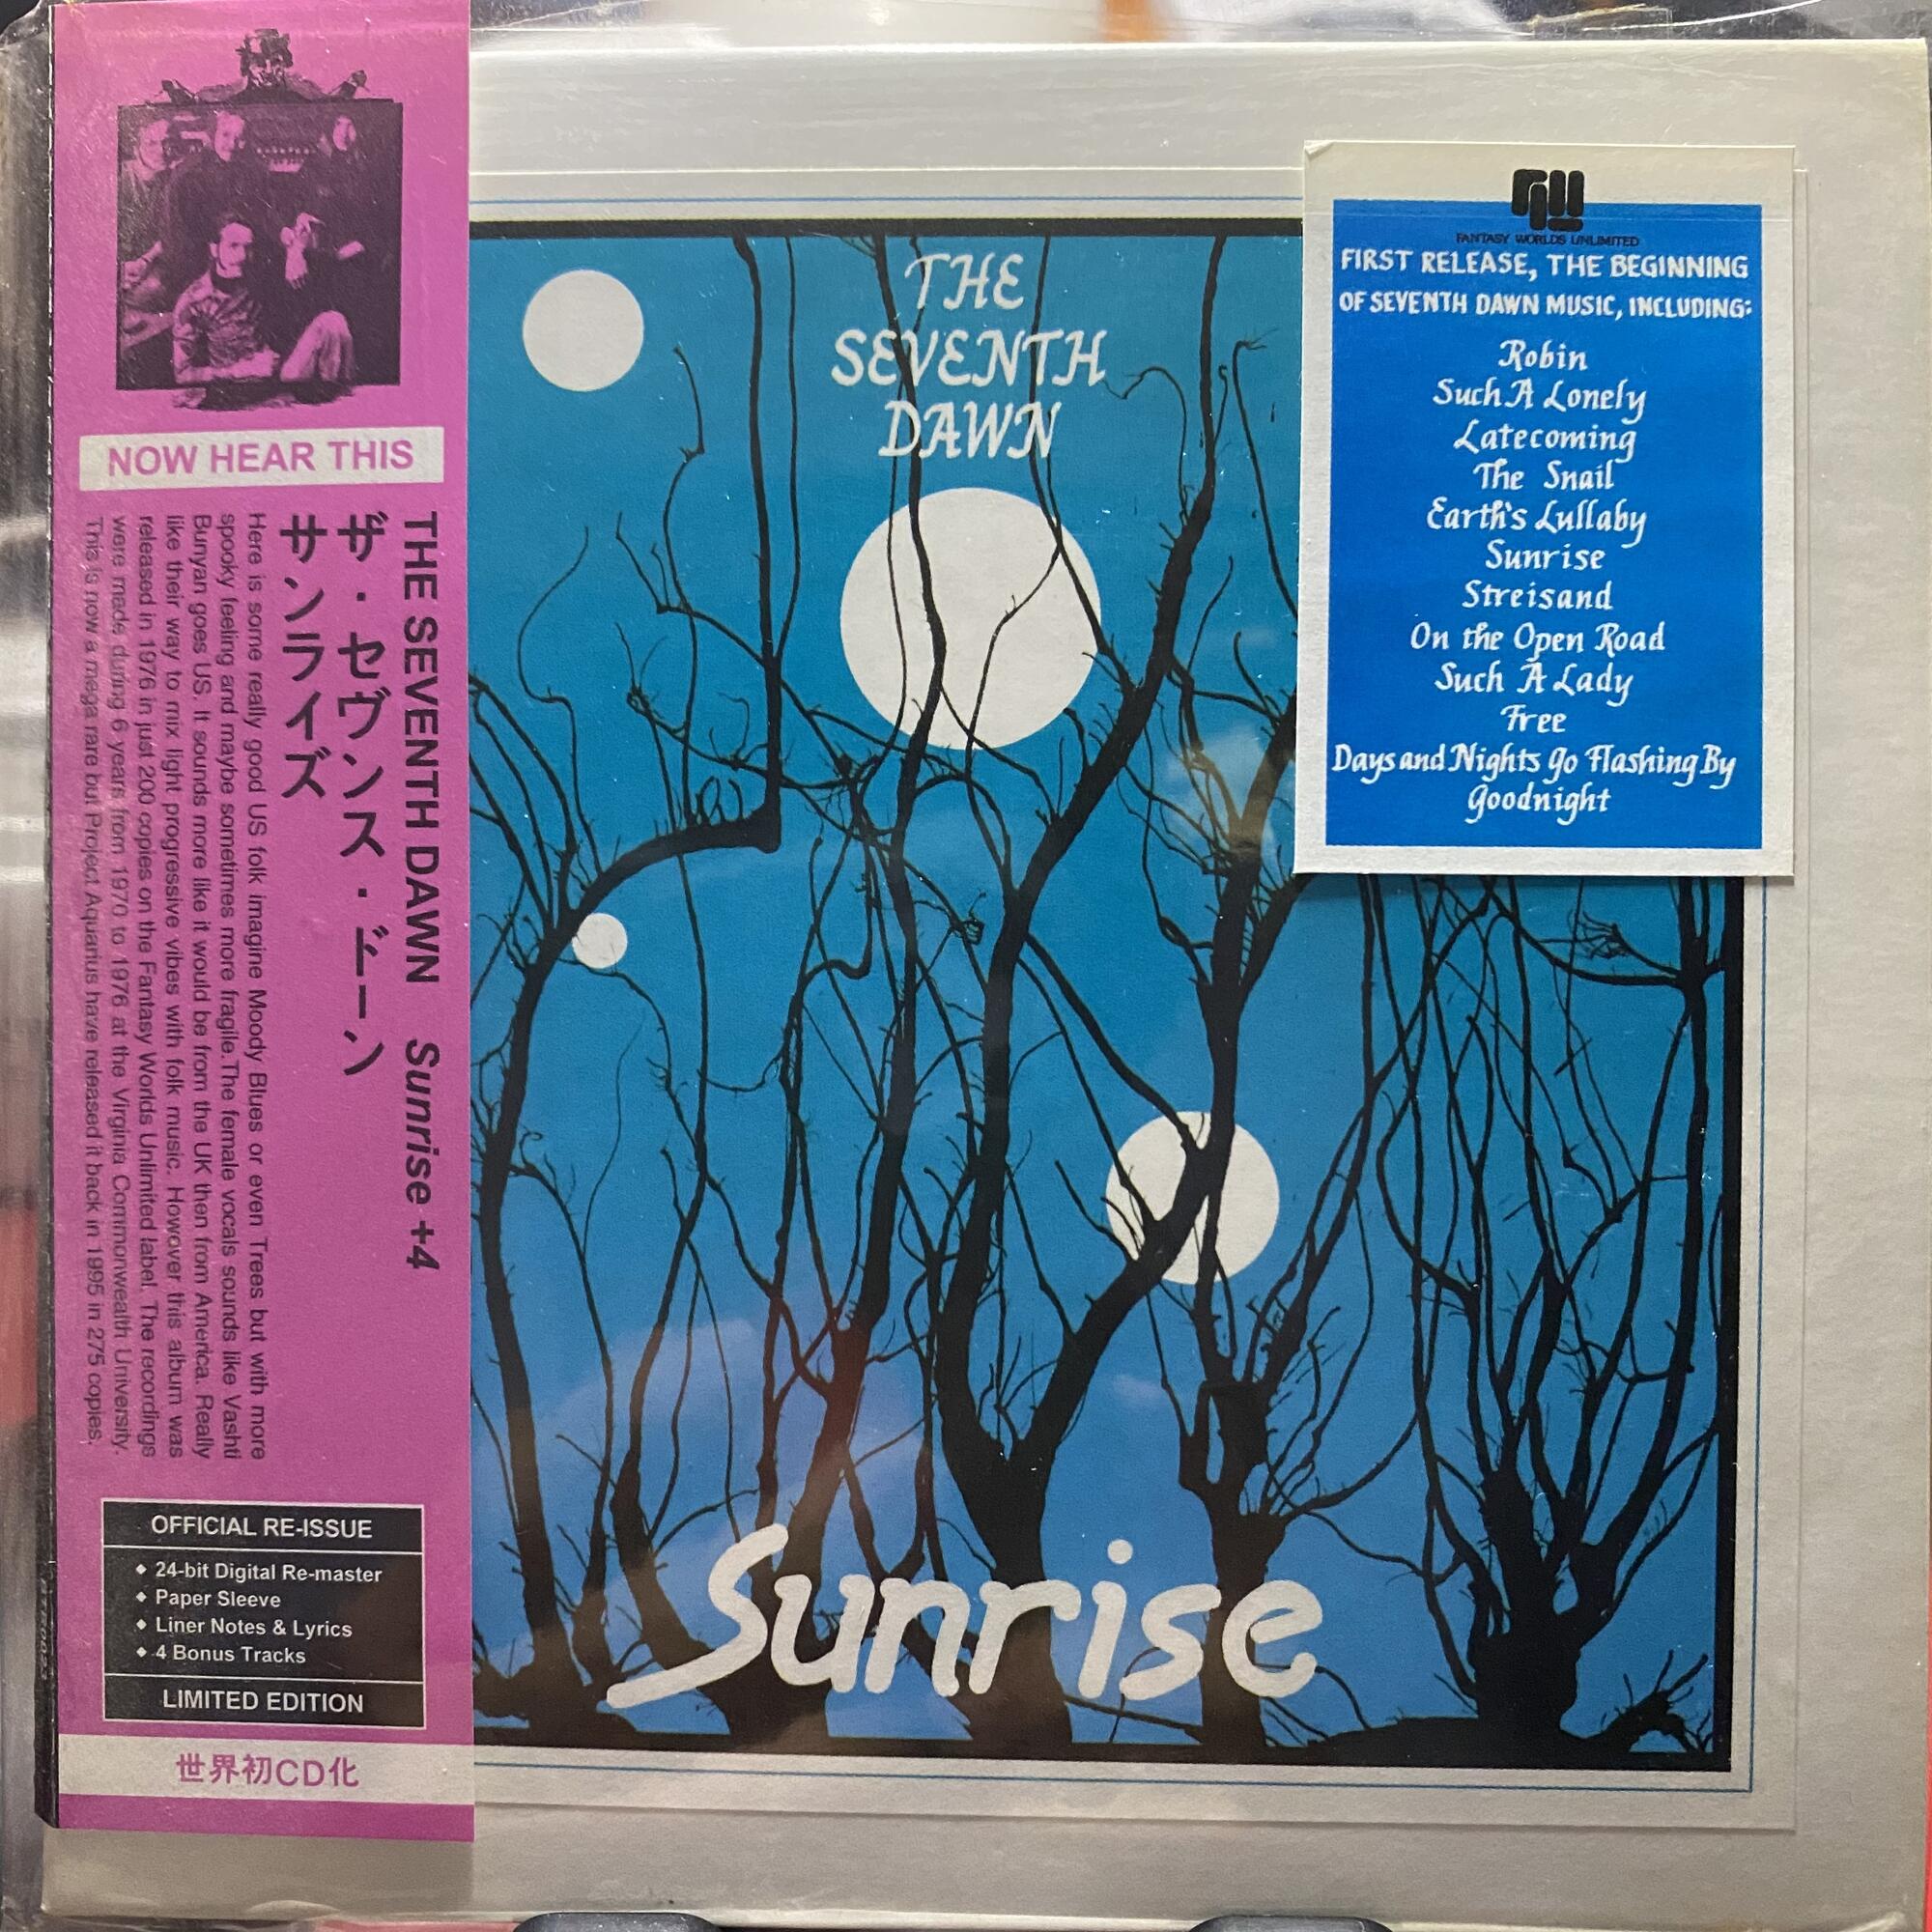 NOW HEAR THIS
THE SEVENTH DAWN Sunrise +4
ザ・セヴンス・ドーン
サンライズ
Here is some really good US folk imagine Moody Blues or even Trees but with more
spooky feeling and maybe sometimes more fragile.The female vocals sounds like Vashti
Bunyan goes US. It sounds more like it would be from the UK then from America. Really
like their way to mix light progressive vibes with folk music. However this album was
released in 1976 in just 200 copies on the Fantasy Worlds Unlimited label. The recordings
were made during 6 years from 1970 to 1976 at the Virginia Commonwealth University.
This is now a mega rare but Project Aquarius have released it back in 1995 in 275 copies.
OFFICIAL RE-ISSUE
◆ 24-bit Digital Re-master
◆ Paper Sleeve
◆ Liner Notes & Lyrics
◆ 4 Bonus Tracks
LIMITED EDITION
世界初CD化
THE
SEVENTH
DAWN
Sunrise
FANTASY WORLDS UNLIMITED
FIRST RELEASE, THE BEGINNING
OF SEVENTH DAWN MUSIC, INCLUDING:
Robin
Such A Lonely
Latecoming
The Snail
Earth's Lullaby
Sunrise
Streisand
On the Open Road
Such A Lady
Free
Days and Nights Go Flashing By
Goodnight